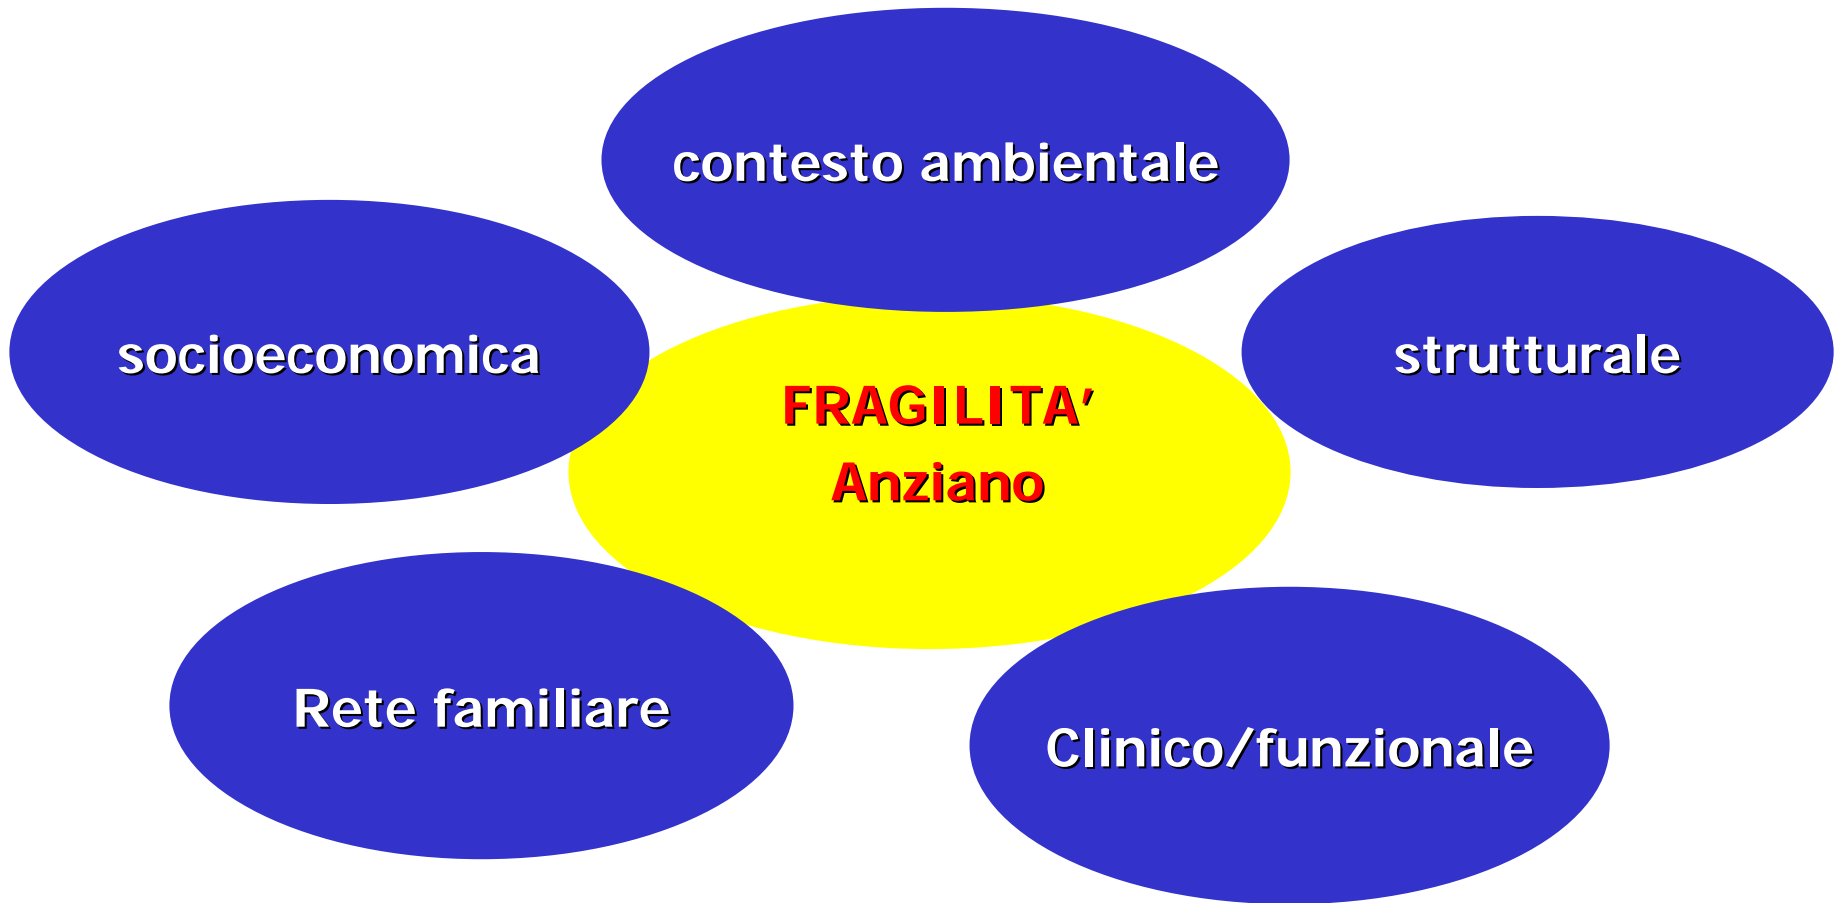 contesto ambientale
socioeconomica
strutturale
FRAGILITA’
Anziano
Rete familiare
Clinico/funzionale